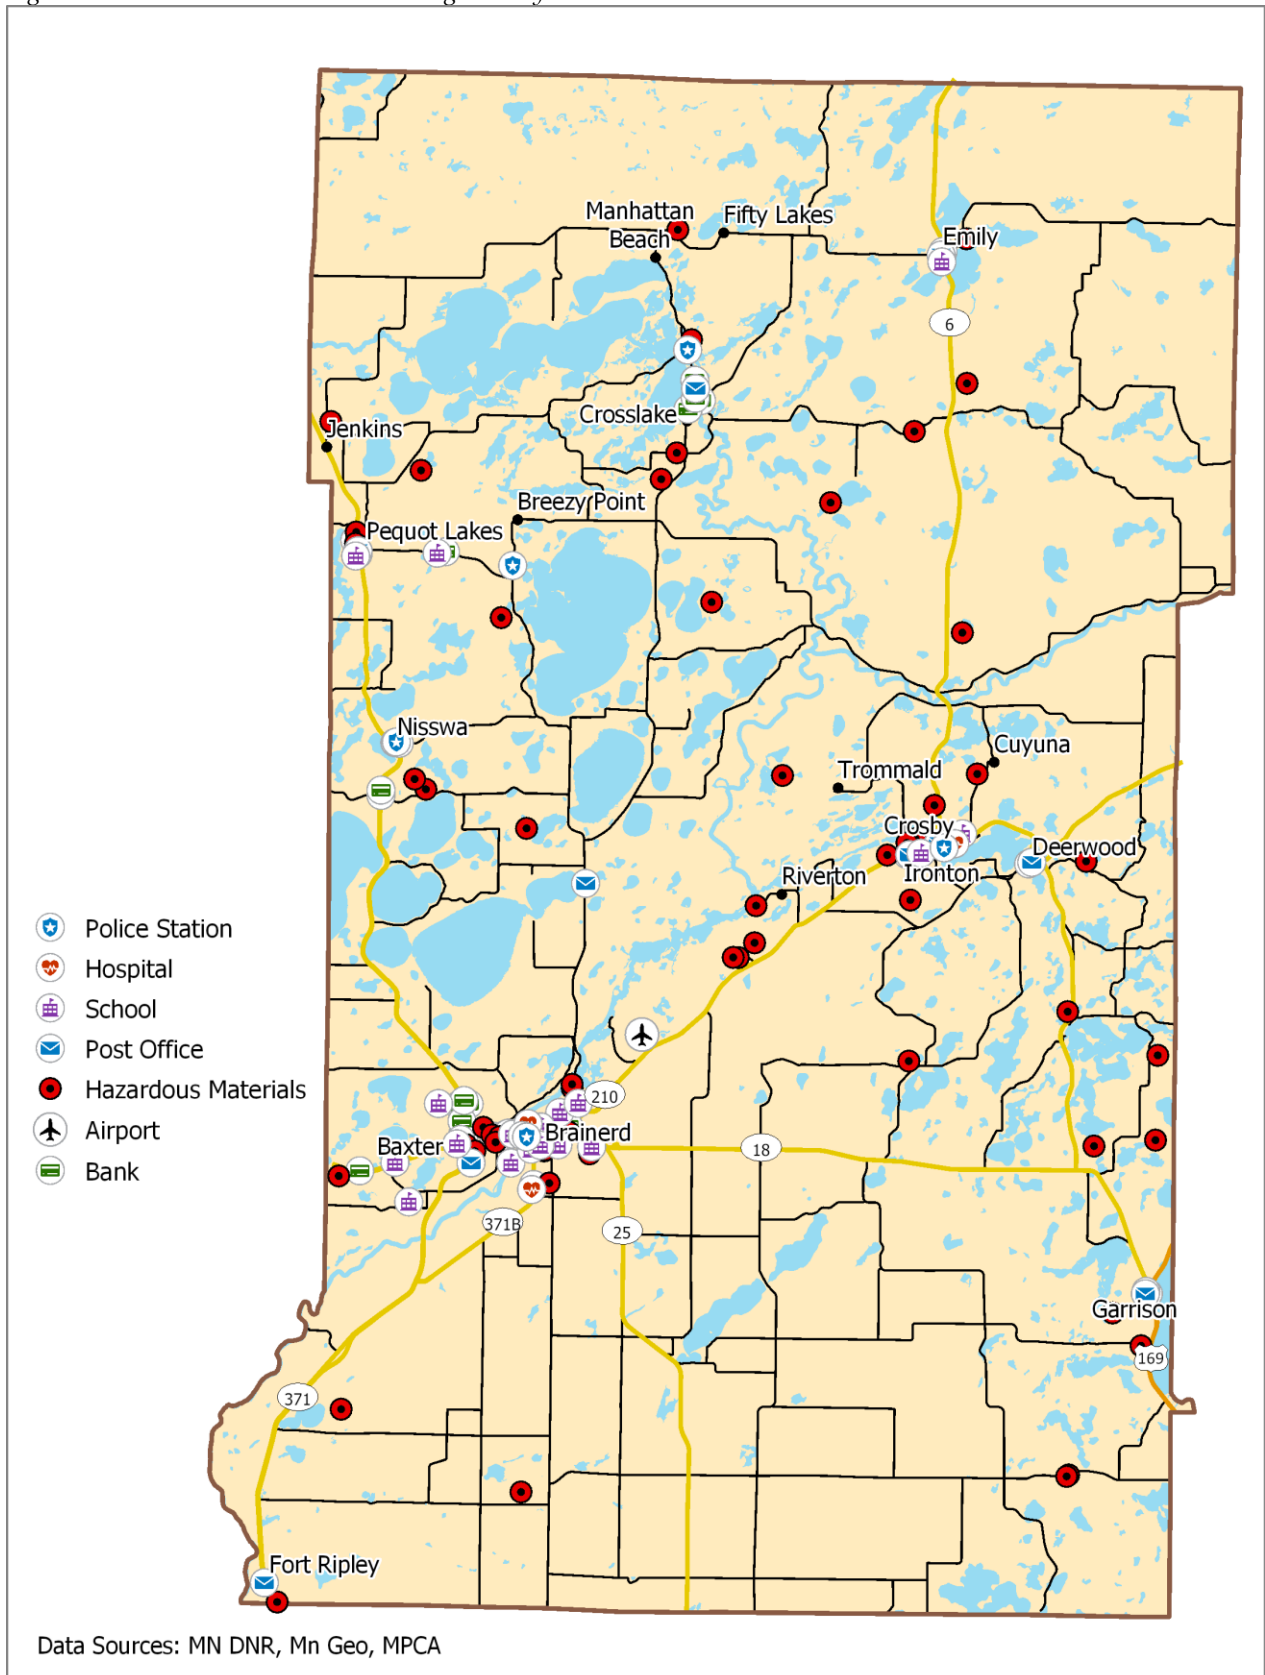 Manhattan
Beach
Fifty Lakes
Emily
6
Crosslake
Jenkins
Breezy Point
Pequot Lakes
Nisswa
Cuyuna
Trommald
Crosby
Deerwood
Ironton
Riverton
Police Station
Hospital
School
Post Office
Hazardous Materials
Airport
Bank
210
Baxter
Brainerd
18
371B
25
Garrison
169
371
Fort Ripley
Data Sources: MN DNR, Mn Geo, MPCA